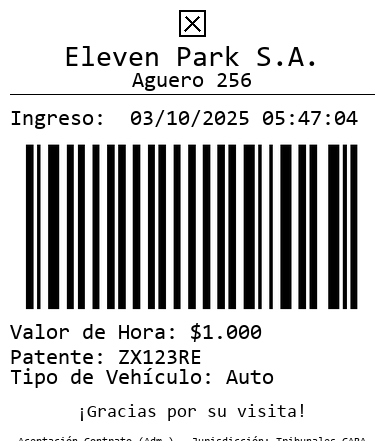 Eleven Park S.A.
Aguero 256
Ingreso: 03/10/2025 05:47:04
Valor de Hora: $1.000
Patente: ZX123RE
Tipo de Vehículo: Auto
¡Gracias por su visita!
Aceptación Contrato (Adm.) - Jurisdicción: Tribunales CABA